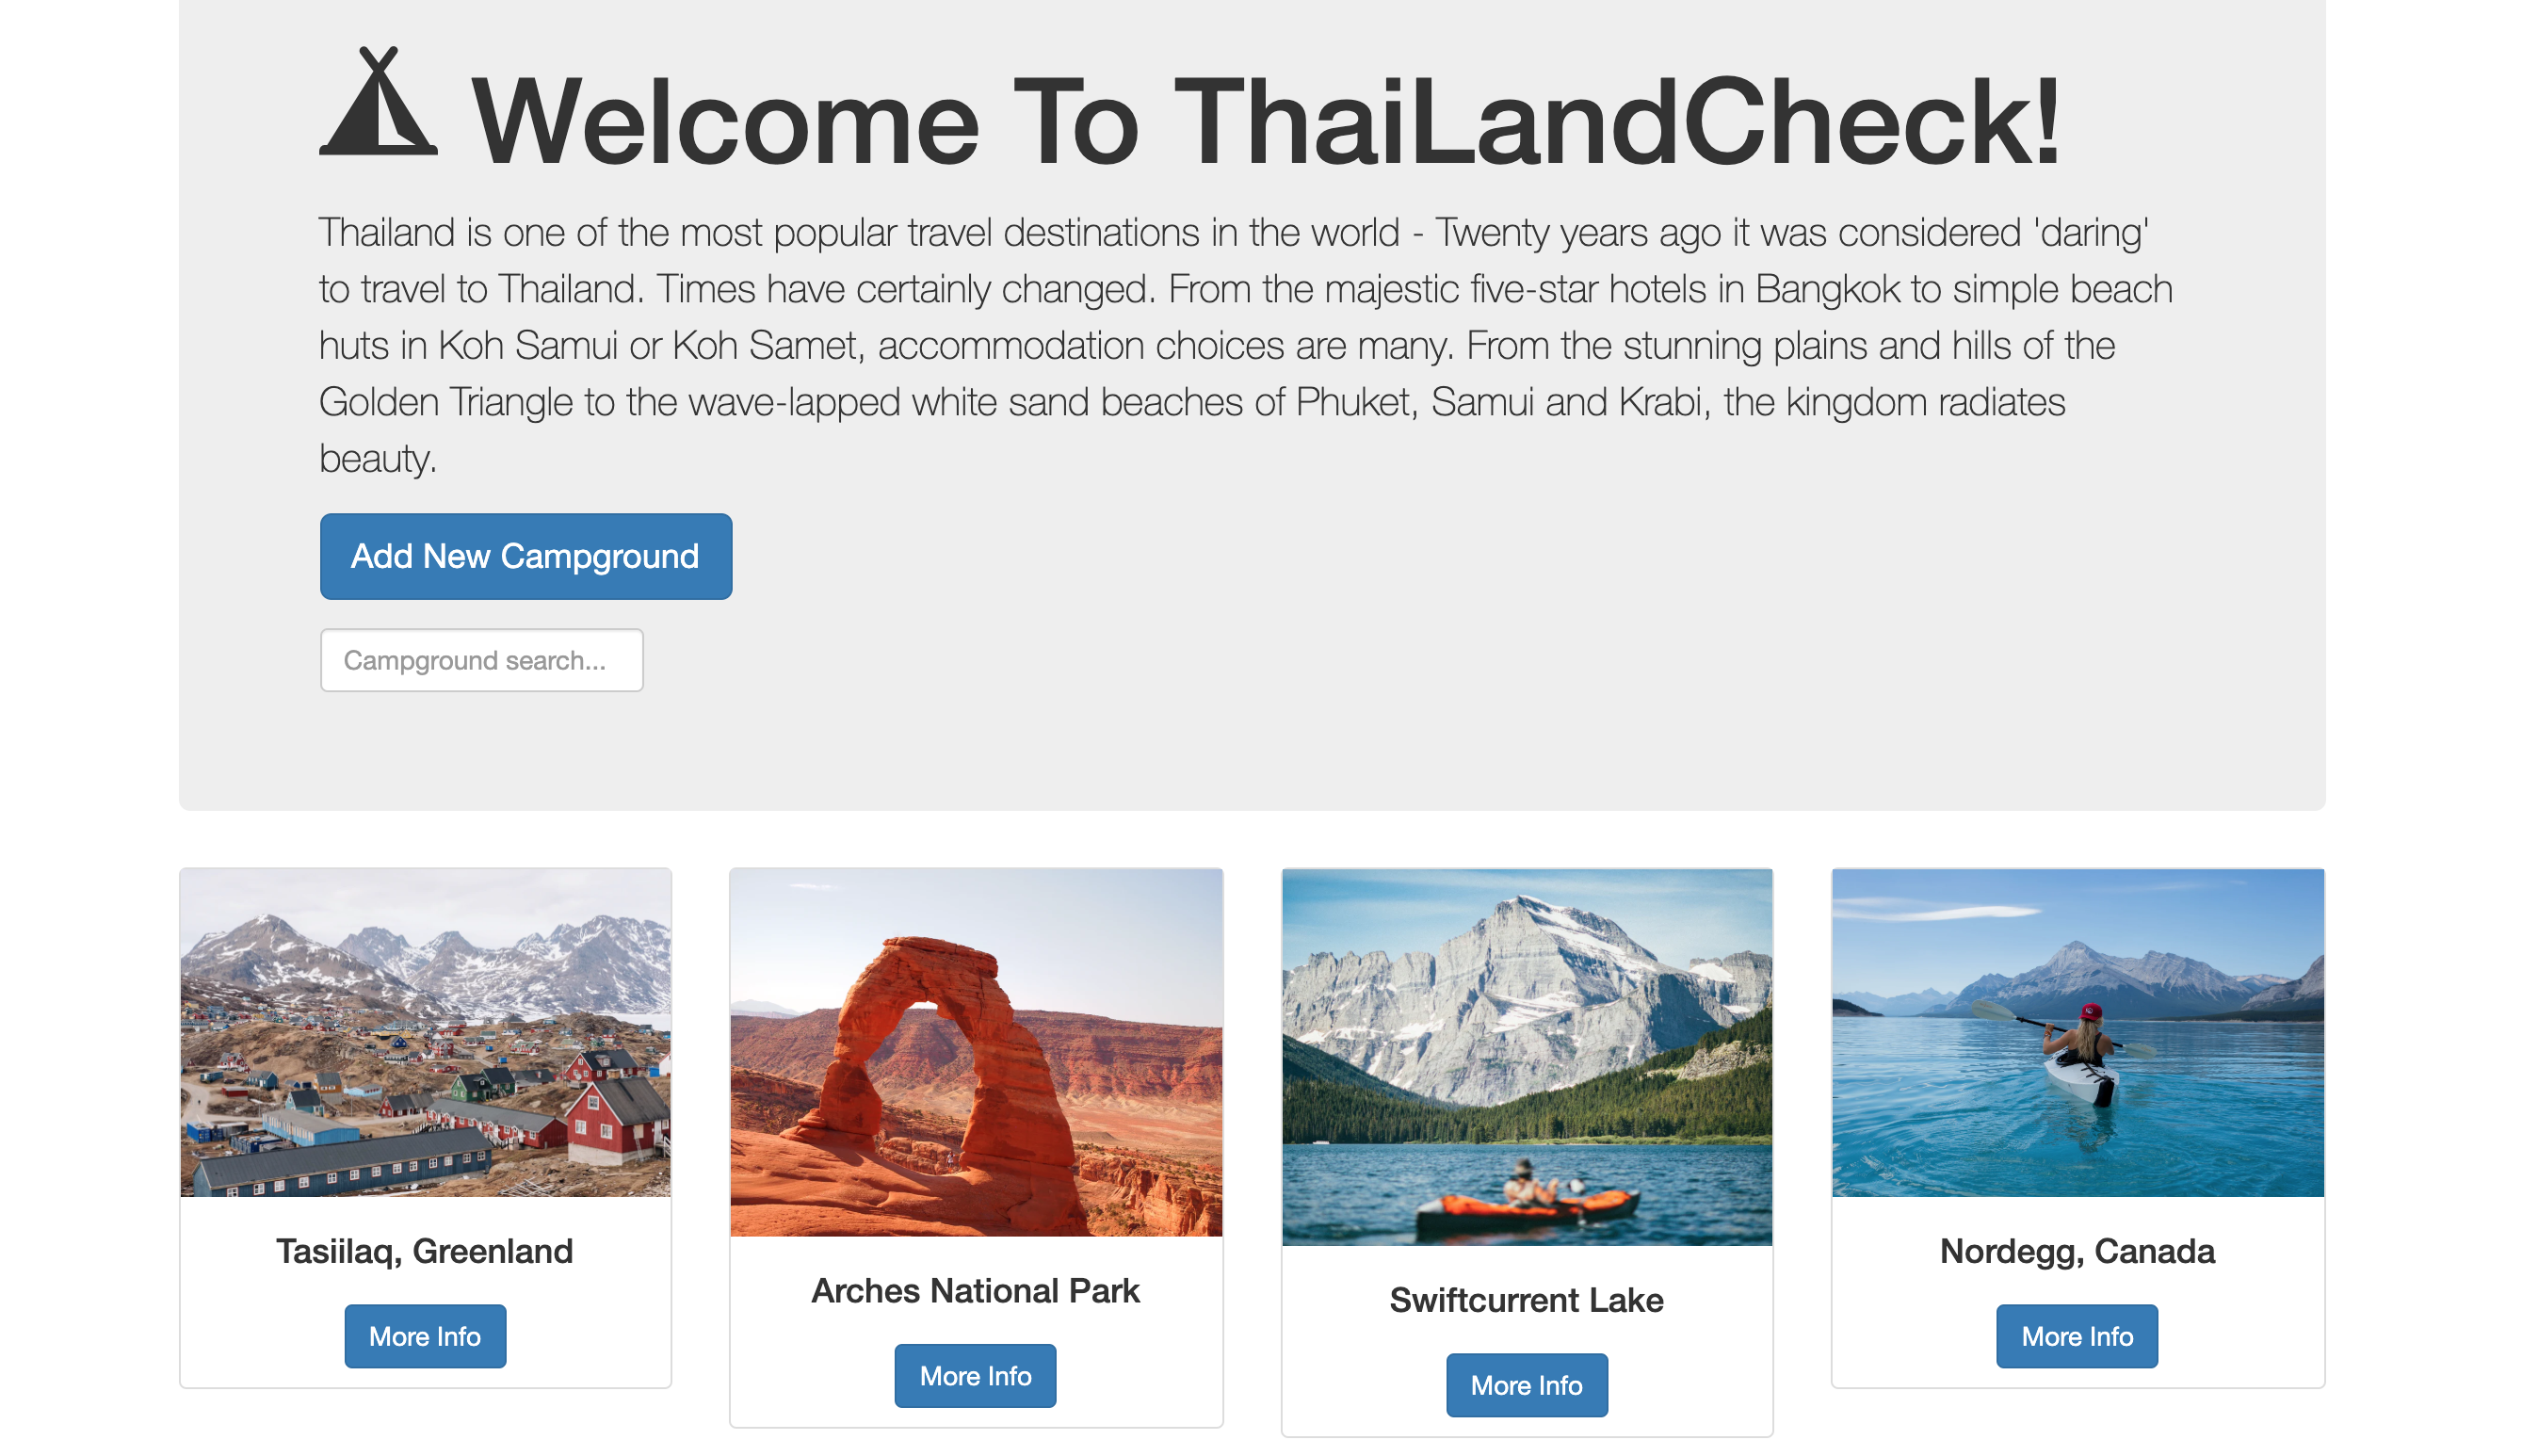 Welcome To ThaiLandCheck!
Thailand is one of the most popular travel destinations in the world - Twenty years ago it was considered 'daring'
to travel to Thailand. Times have certainly changed. From the majestic five-star hotels in Bangkok to simple beach
huts in Koh Samui or Koh Samet, accommodation choices are many. From the stunning plains and hills of the
Golden Triangle to the wave-lapped white sand beaches of Phuket, Samui and Krabi, the kingdom radiates
beauty.
Add New Campground
Campground search...
Tasiilaq, Greenland
More Info
Arches National Park
More Info
Swiftcurrent Lake
More Info
Nordegg, Canada
More Info